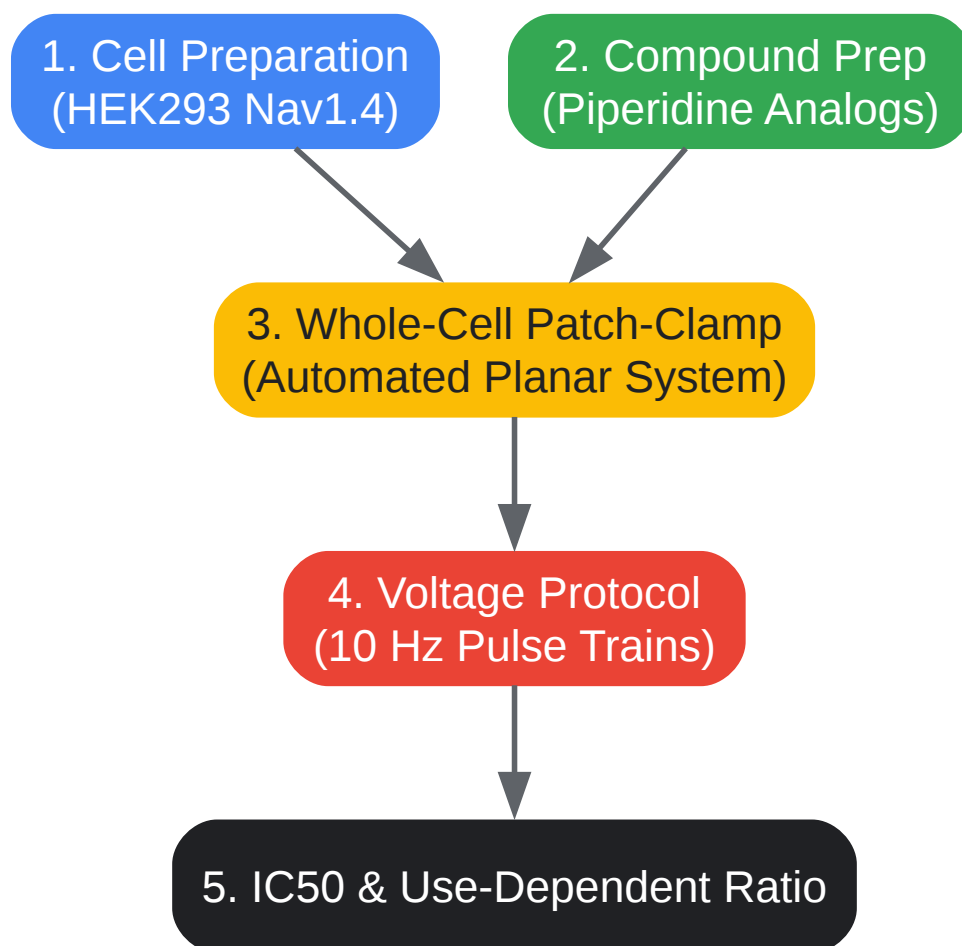 1. Cell Preparation
(HEK293 Nav1.4)
2. Compound Prep
(Piperidine Analogs)
3. Whole-Cell Patch-Clamp
(Automated Planar System)
4. Voltage Protocol
(10 Hz Pulse Trains)
5. IC50 & Use-Dependent Ratio